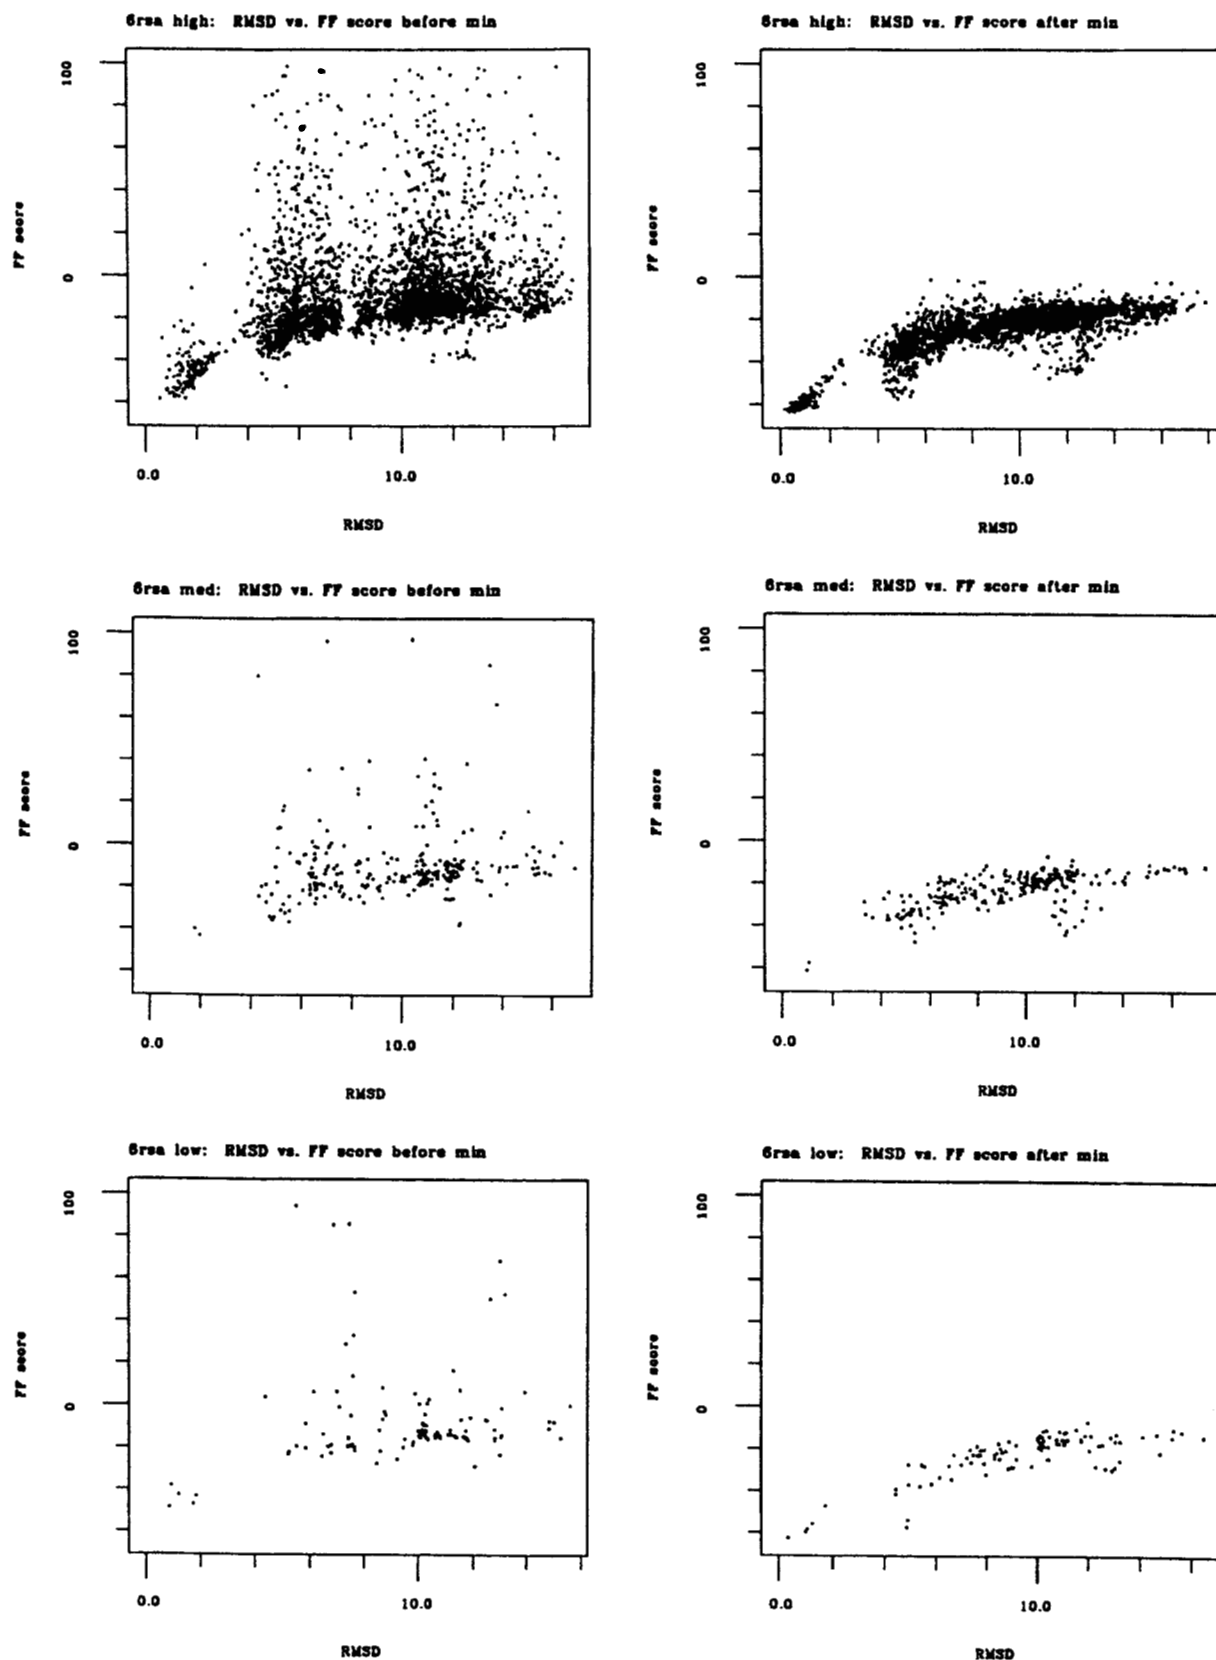 6rsa high: RMSD vs. FF score before min
6rsa high: RMSD vs. FF score after min
100
0
FF score
0.0
10.0
RMSD
100
0
FF score
0.0
10.0
RMSD
6rsa med: RMSD vs. FF score before min
6rsa med: RMSD vs. FF score after min
100
0
FF score
0.0
10.0
RMSD
100
0
FF score
0.0
10.0
RMSD
6rsa low: RMSD vs. FF score before min
6rsa low: RMSD vs. FF score after min
100
0
FF score
0.0
10.0
RMSD
100
0
FF score
0.0
10.0
RMSD